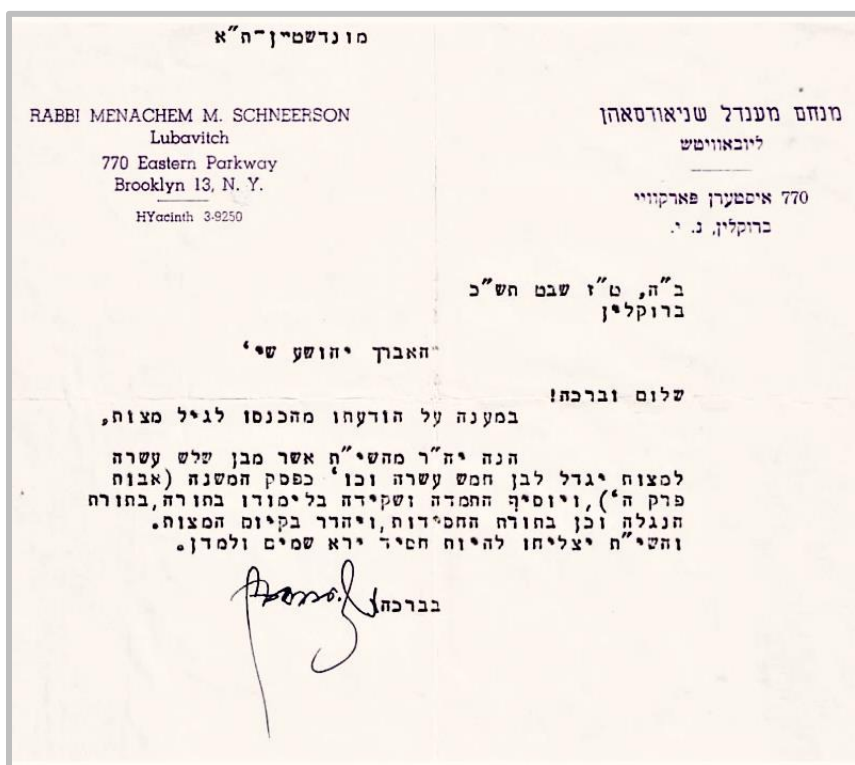 מונדשטיין-ת"א
RABBI MENACHEM M. SCHNEERSON
Lubavitch
770 Eastern Parkway
Brooklyn 13, N. Y.
HYacinth 3-9250
מנחם מענדל שניאורסאהן
ליובאוויטש
770 איסטערן פארקוויי
ברוקלין, נ. י.
ב"ה, ט"ז שבט תש"כ
ברוקלין
האברך יהושע שי'
שלום וברכה!
במענה על הודעתו מהכנסו לגיל מצות,
הנה יה"ר מהשי"ת אשר מבן שלש עשרה
למצות יגדל לבן חמש עשרה וכו' כפסק המשנה (אבות
פרק ה'),ויוסיף התמדה ושקידה בלימודו בתורה,בתורת
הנגלה וכן בתורת החסידות,ויהדר בקיום המצות.
והשי"ת יצליחו להיות חסיד ירא שמים ולמדן.
בברכה